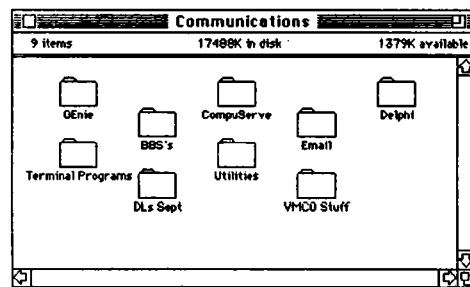 Communications
9 items 17488K in disk 1379K available
GEnie CompuServe Delphi
BBS's Email
Terminal Programs Utilities
DLs Sept VMCO Stuff